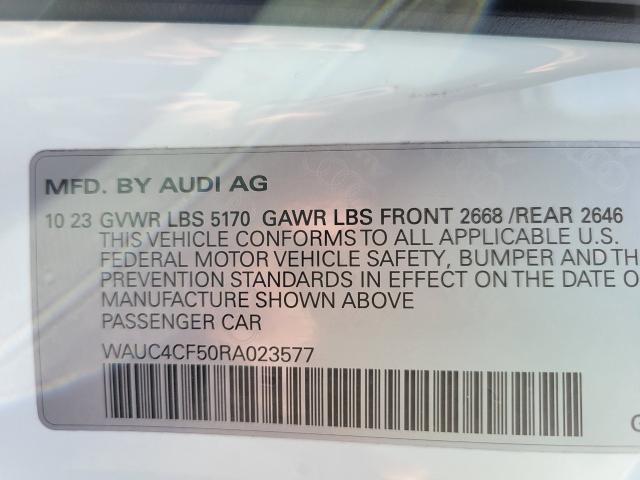 MFD. BY AUDI AG
10 23 GVWR LBS 5170 GAWR LBS FRONT 2668 /REAR 2646
THIS VEHICLE CONFORMS TO ALL APPLICABLE U.S.
FEDERAL MOTOR VEHICLE SAFETY, BUMPER AND TH
PREVENTION STANDARDS IN EFFECT ON THE DATE O
MANUFACTURE SHOWN ABOVE
PASSENGER CAR
WAUC4CF50RA023577